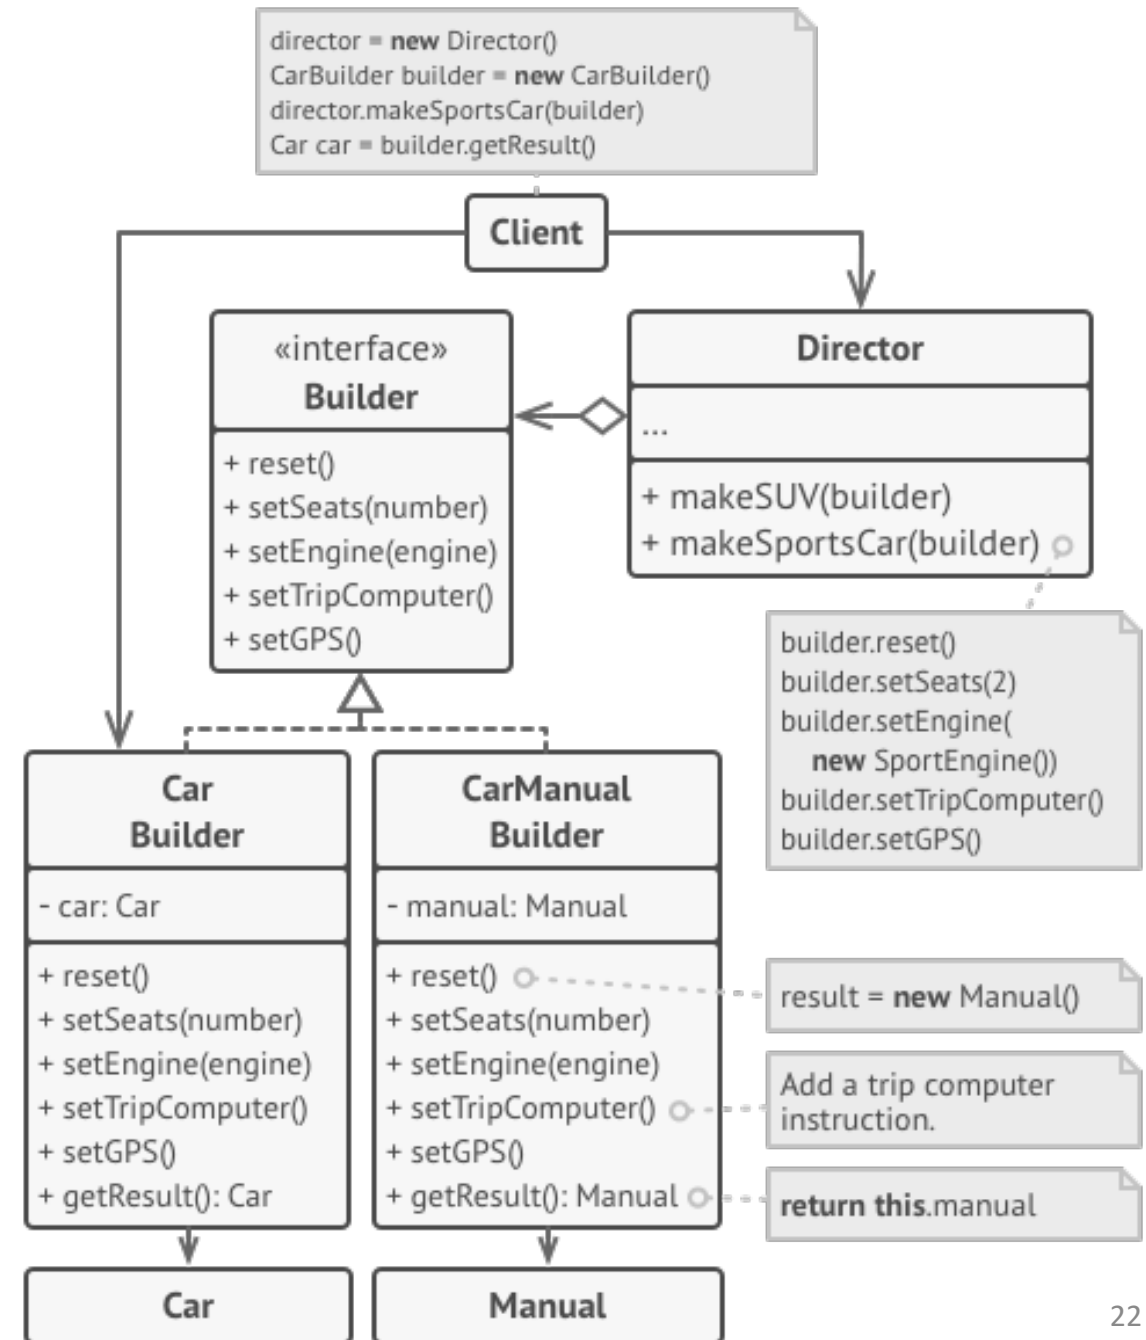 director = new Director()
CarBuilder builder = new CarBuilder()
director.makeSportsCar(builder)
Car car = builder.getResult()
Client
«interface»
Builder
+ reset()
+ setSeats(number)
+ setEngine(engine)
+ setTripComputer()
+ setGPS()
Director
...
+ makeSUV(builder)
+ makeSportsCar(builder)
builder.reset()
builder.setSeats(2)
builder.setEngine(
new SportEngine())
builder.setTripComputer()
builder.setGPS()
Car
Builder
- car: Car
+ reset()
+ setSeats(number)
+ setEngine(engine)
+ setTripComputer()
+ setGPS()
+ getResult(): Car
CarManual
Builder
- manual: Manual
+ reset()
+ setSeats(number)
+ setEngine(engine)
+ setTripComputer()
+ setGPS()
+ getResult(): Manual
result = new Manual()
Add a trip computer
instruction.
return this.manual
Car
Manual
22